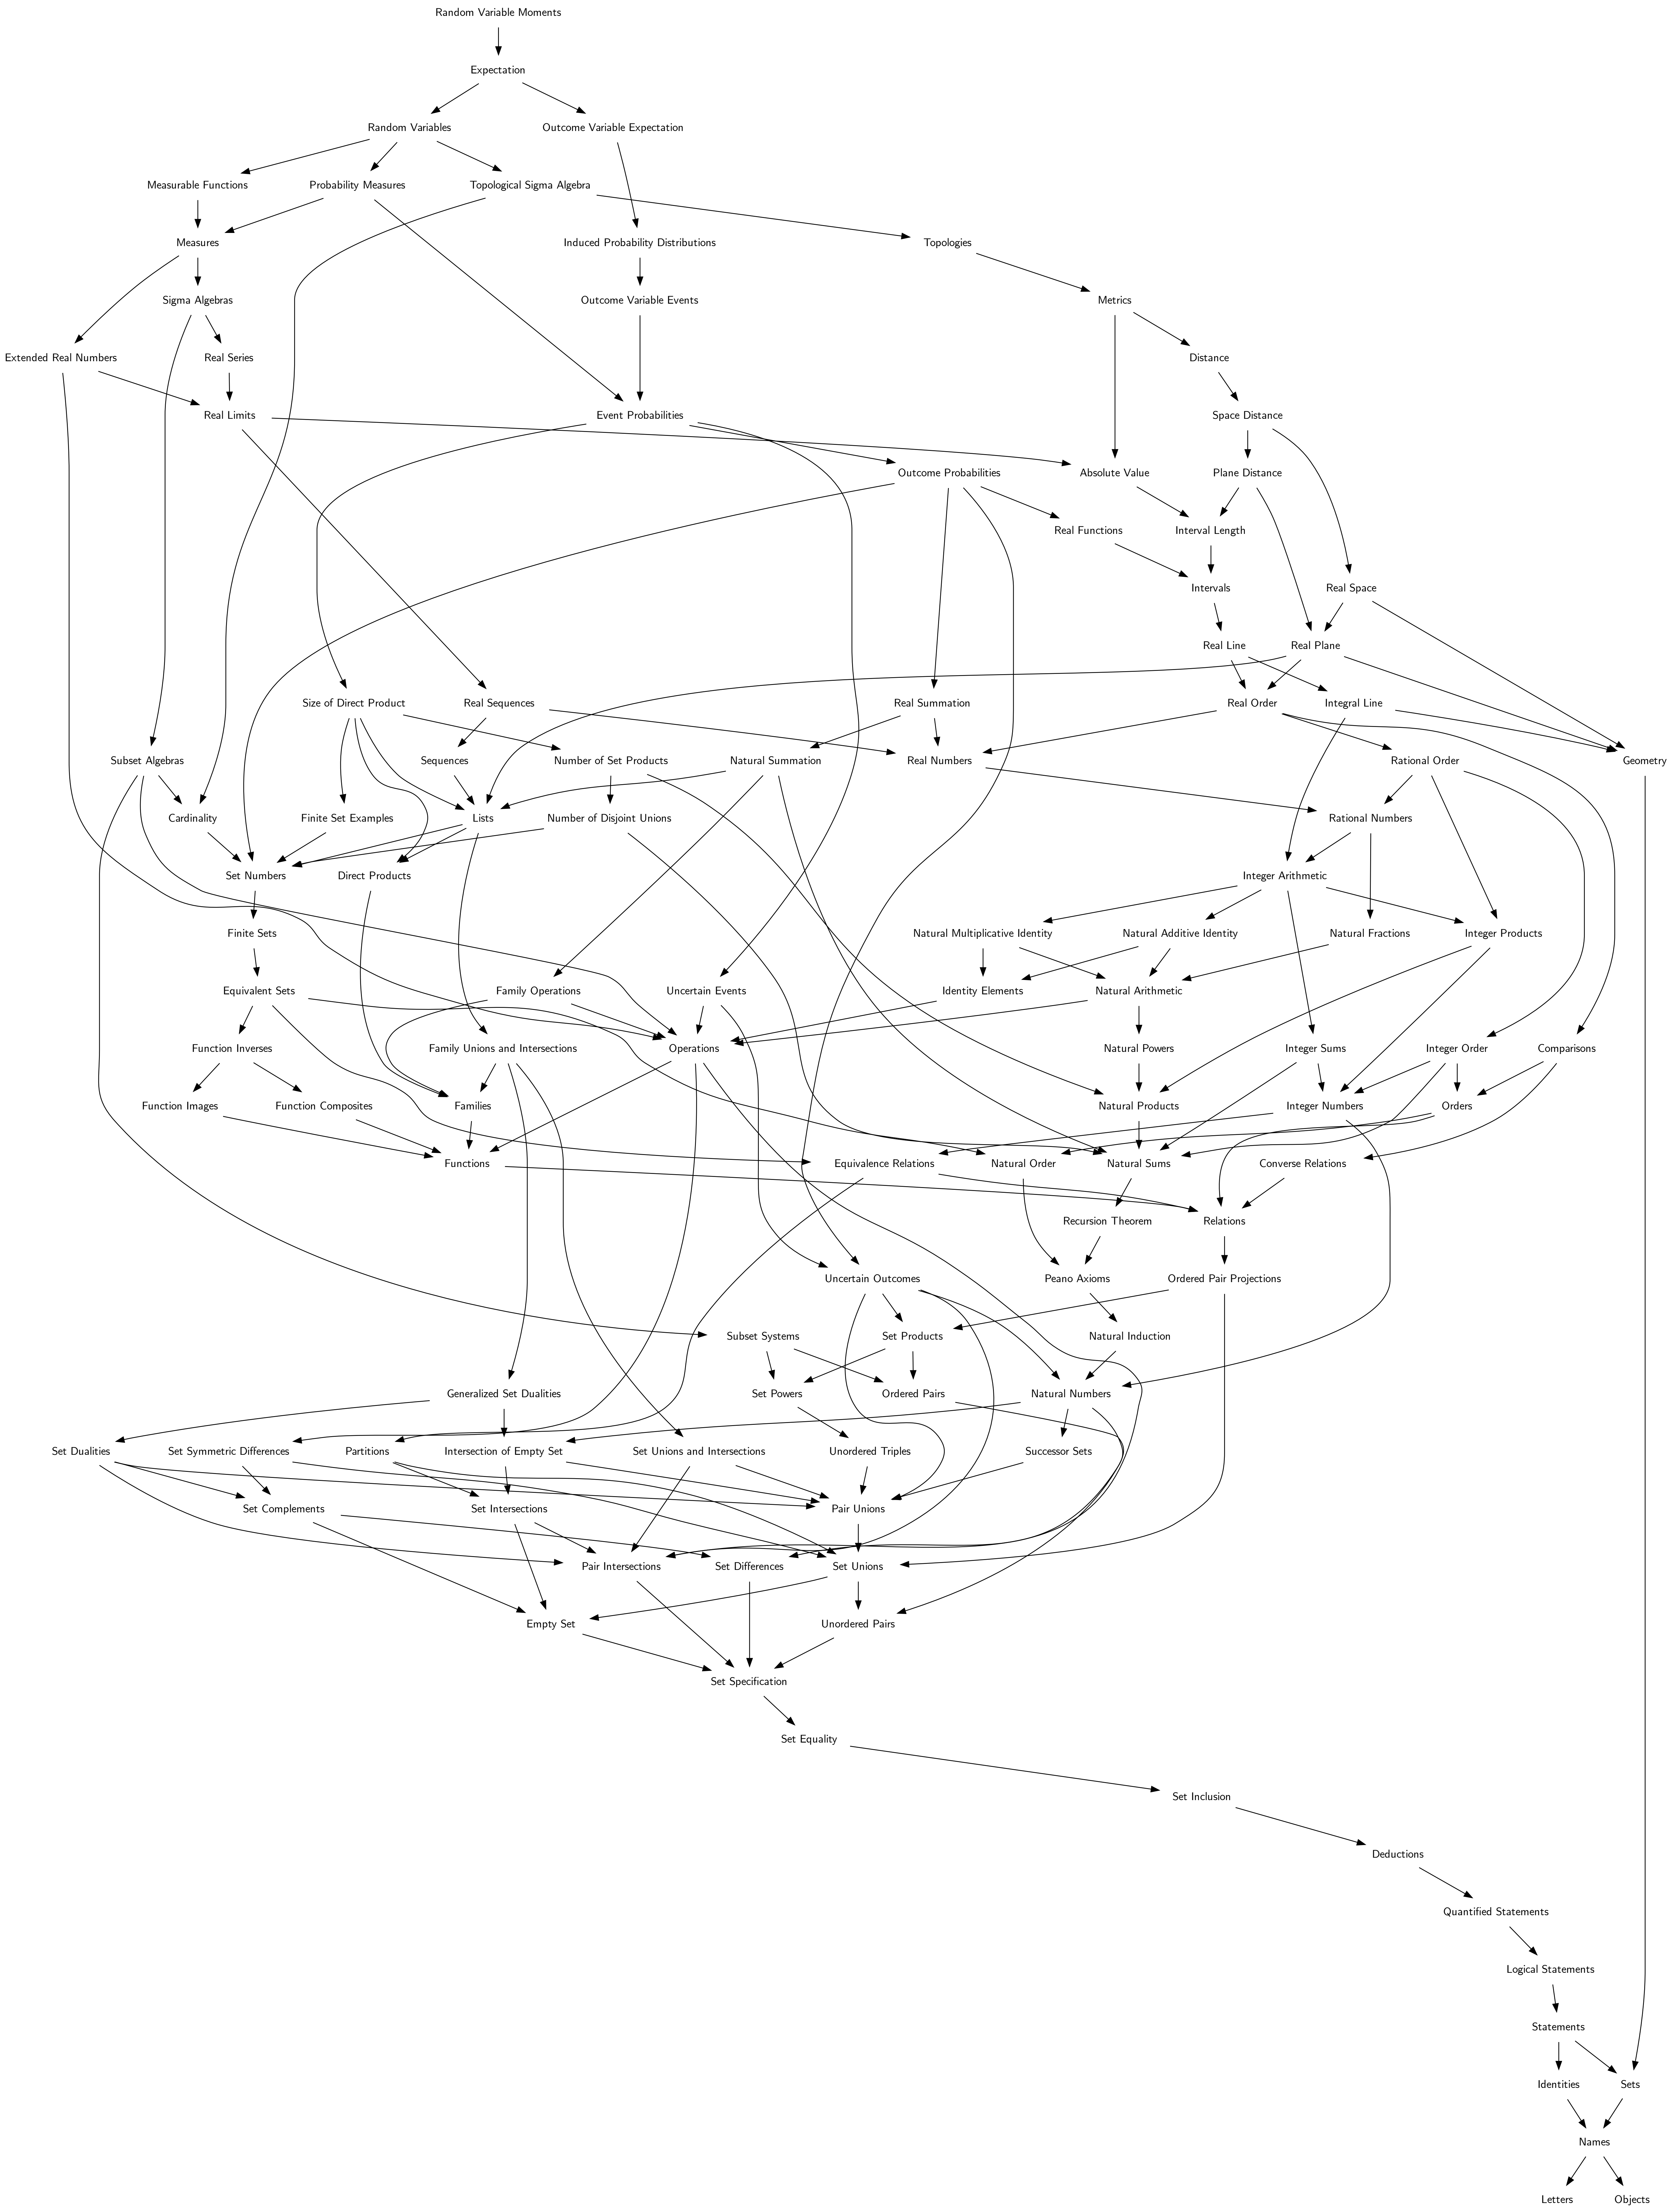 Random Variable Moments
Expectation
Random Variables
Outcome Variable Expectation
Measurable Functions
Probability Measures
Topological Sigma Algebra
Measures
Induced Probability Distributions
Topologies
Sigma Algebras
Outcome Variable Events
Metrics
Extended Real Numbers
Real Series
Distance
Real Limits
Event Probabilities
Space Distance
Outcome Probabilities
Absolute Value
Plane Distance
Real Functions
Interval Length
Intervals
Real Space
Real Line
Real Plane
Size of Direct Product
Real Sequences
Real Summation
Real Order
Integral Line
Subset Algebras
Sequences
Number of Set Products
Natural Summation
Real Numbers
Rational Order
Geometry
Cardinality
Finite Set Examples
Lists
Number of Disjoint Unions
Rational Numbers
Set Numbers
Direct Products
Integer Arithmetic
Finite Sets
Natural Multiplicative Identity
Natural Additive Identity
Natural Fractions
Integer Products
Equivalent Sets
Family Operations
Uncertain Events
Identity Elements
Natural Arithmetic
Function Inverses
Family Unions and Intersections
Operations
Natural Powers
Integer Sums
Integer Order
Comparisons
Function Images
Function Composites
Families
Natural Products
Integer Numbers
Orders
Functions
Equivalence Relations
Natural Order
Natural Sums
Converse Relations
Recursion Theorem
Relations
Uncertain Outcomes
Peano Axioms
Ordered Pair Projections
Subset Systems
Set Products
Natural Induction
Generalized Set Dualities
Set Powers
Ordered Pairs
Natural Numbers
Set Dualities
Set Symmetric Differences
Partitions
Intersection of Empty Set
Set Unions and Intersections
Unordered Triples
Successor Sets
Set Complements
Set Intersections
Pair Unions
Pair Intersections
Set Differences
Set Unions
Empty Set
Unordered Pairs
Set Specification
Set Equality
Set Inclusion
Deductions
Quantified Statements
Logical Statements
Statements
Identities
Sets
Names
Letters
Objects